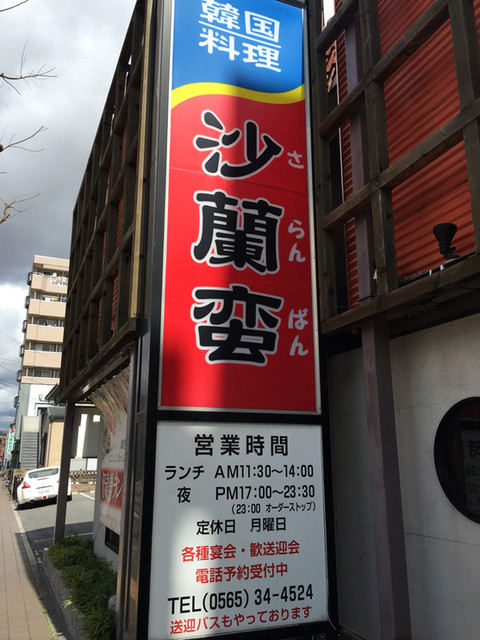 韓国
料理
沙蘭蛮
さらんばん
営業時間
ランチ AM11:30~14:00
夜 PM17:00~23:30
(23:00 オーダーストップ)
定休日 月曜日
各種宴会・歓送迎会
電話予約受付中
TEL(0565)34-4524
送迎バスもやっております